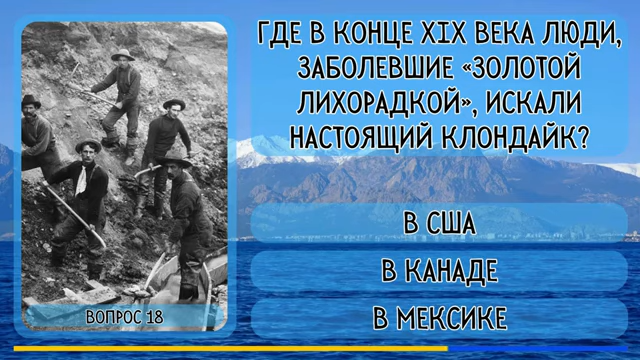 ГДЕ В КОНЦЕ XIX ВЕКА ЛЮДИ,
ЗАБОЛЕВШИЕ «ЗОЛОТОЙ
ЛИХОРАДКОЙ», ИСКАЛИ
НАСТОЯЩИЙ КЛОНДАЙК?
В США
В КАНАДЕ
В МЕКСИКЕ
ВОПРОС 18